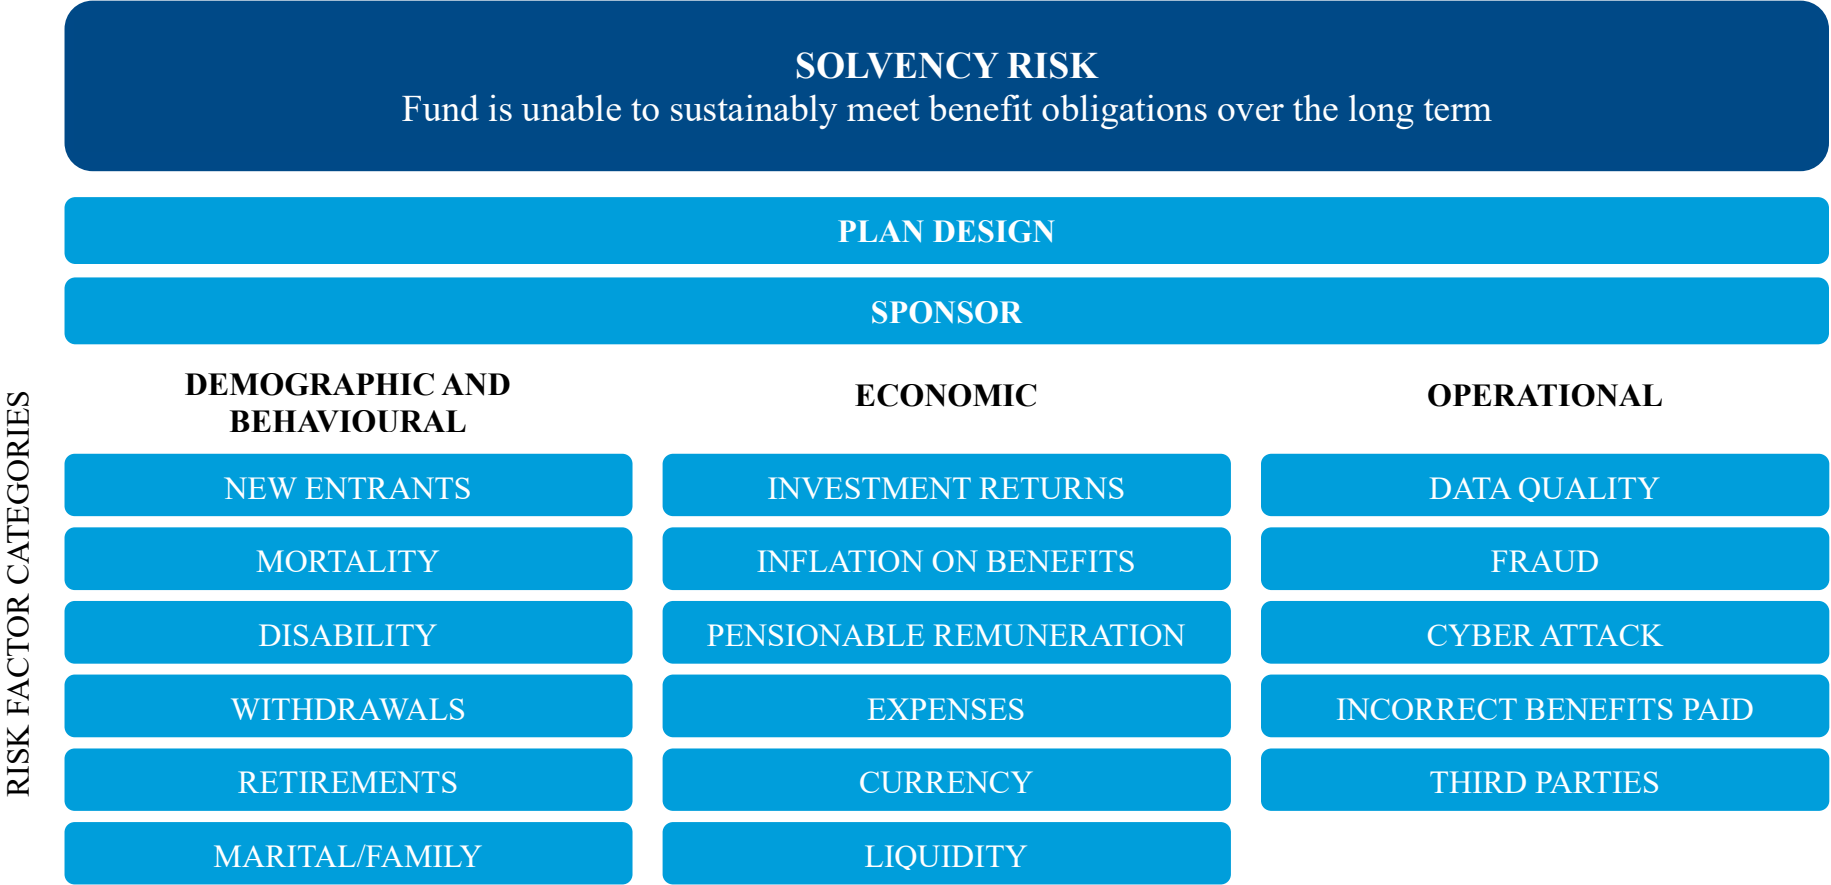 SOLVENCY RISK
Fund is unable to sustainably meet benefit obligations over the long term
PLAN DESIGN
SPONSOR
RISK FACTOR CATEGORIES
DEMOGRAPHIC AND
BEHAVIOURAL
NEW ENTRANTS
MORTALITY
DISABILITY
WITHDRAWALS
RETIREMENTS
MARITAL/FAMILY
ECONOMIC
INVESTMENT RETURNS
INFLATION ON BENEFITS
PENSIONABLE REMUNERATION
EXPENSES
CURRENCY
LIQUIDITY
OPERATIONAL
DATA QUALITY
FRAUD
CYBER ATTACK
INCORRECT BENEFITS PAID
THIRD PARTIES